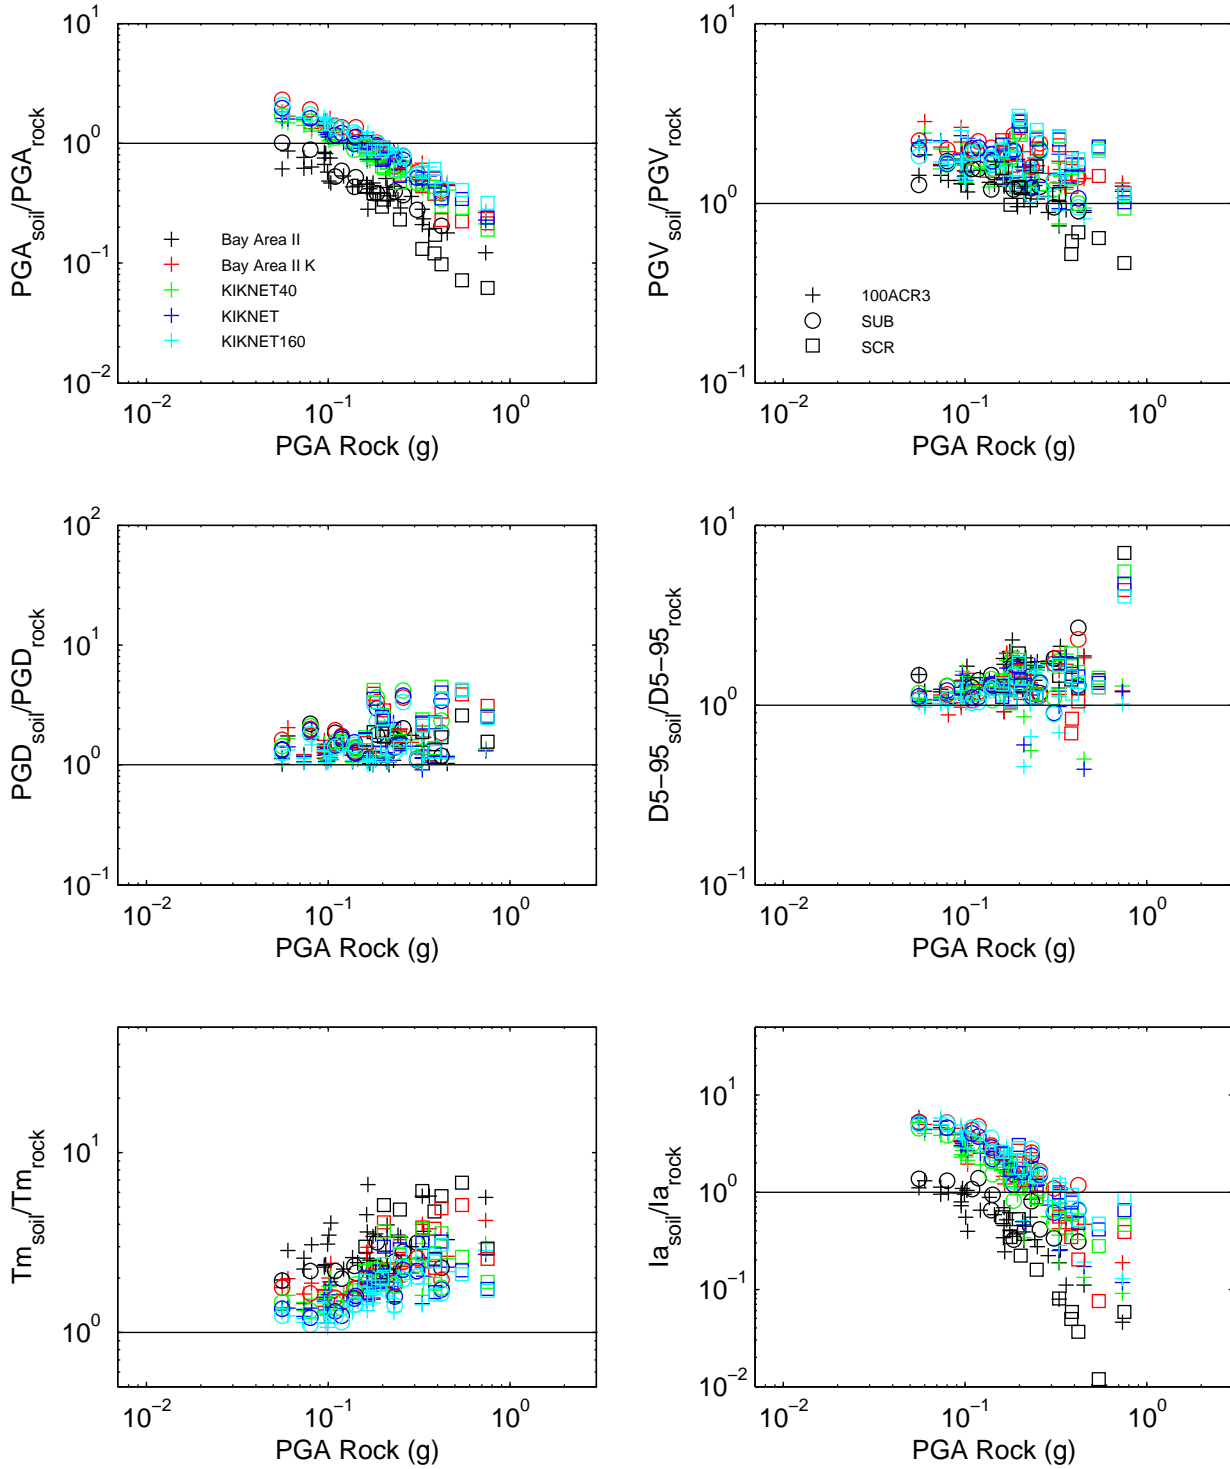 10^1
10^0
10^−1
10^−2
PGA_soil/PGA_rock
Bay Area II
Bay Area II K
KIKNET40
KIKNET
KIKNET160
10^−2 10^−1 10^0
PGA Rock (g)
10^1
10^0
10^−1
PGV_soil/PGV_rock
100ACR3
SUB
SCR
10^−2 10^−1 10^0
PGA Rock (g)
10^2
10^1
10^0
10^−1
PGD_soil/PGD_rock
10^−2 10^−1 10^0
PGA Rock (g)
10^1
10^0
10^−1
D5−95_soil/D5−95_rock
10^−2 10^−1 10^0
PGA Rock (g)
10^1
10^0
Tm_soil/Tm_rock
10^−2 10^−1 10^0
PGA Rock (g)
10^1
10^0
10^−1
10^−2
Ia_soil/Ia_rock
10^−2 10^−1 10^0
PGA Rock (g)